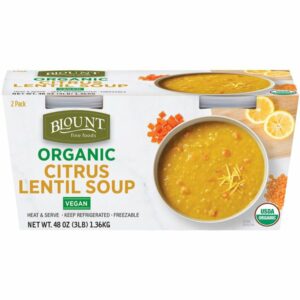 2 Pack
BLOUNT
fine foods
ORGANIC
CITRUS
LENTIL SOUP
VEGAN
HEAT & SERVE · KEEP REFRIGERATED · FREEZABLE
NET WT. 48 OZ (3LB) 1.36KG
USDA
ORGANIC